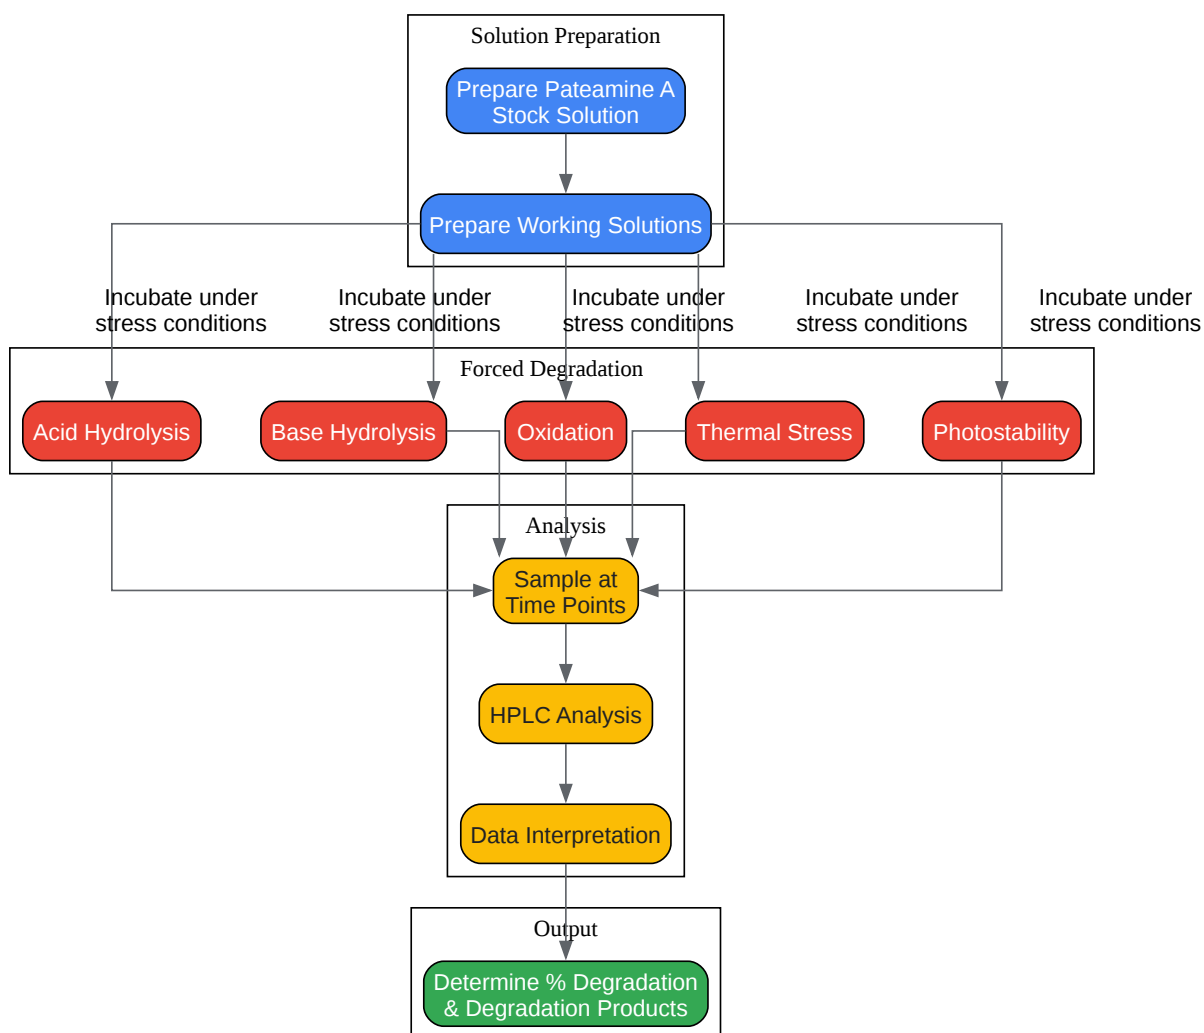 Solution Preparation
Prepare Pateamine A
Stock Solution
Prepare Working Solutions
Incubate under
stress conditions
Incubate under
stress conditions
Incubate under
stress conditions
Incubate under
stress conditions
Incubate under
stress conditions
Forced Degradation
Acid Hydrolysis
Base Hydrolysis
Oxidation
Thermal Stress
Photostability
Analysis
Sample at
Time Points
HPLC Analysis
Data Interpretation
Output
Determine % Degradation
& Degradation Products